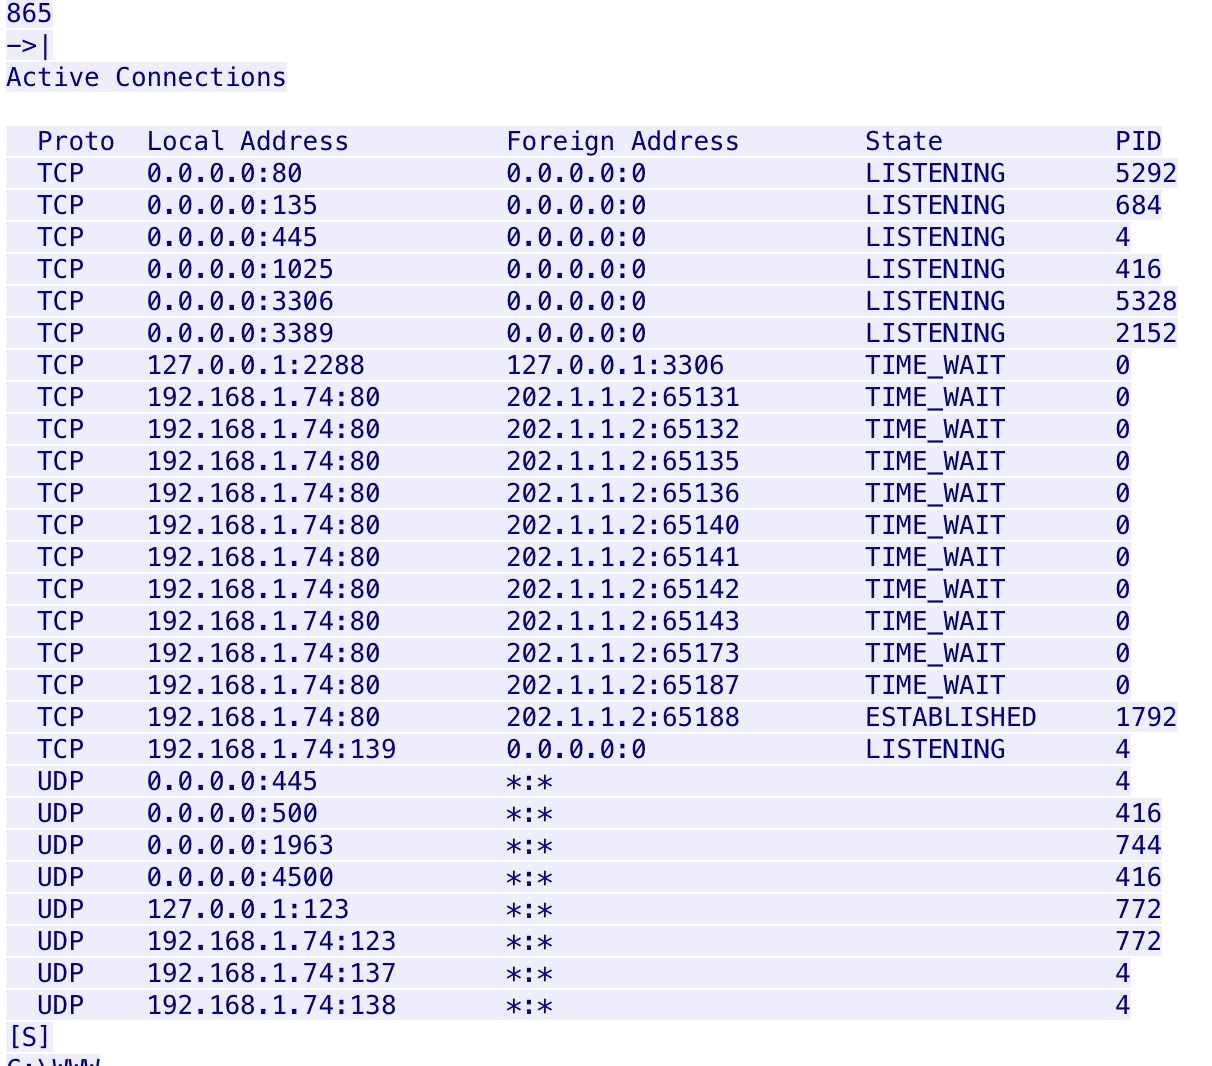 865
->|
Active Connections
Proto Local Address Foreign Address State PID
TCP 0.0.0.0:80 0.0.0.0:0 LISTENING 5292
TCP 0.0.0.0:135 0.0.0.0:0 LISTENING 684
TCP 0.0.0.0:445 0.0.0.0:0 LISTENING 4
TCP 0.0.0.0:1025 0.0.0.0:0 LISTENING 416
TCP 0.0.0.0:3306 0.0.0.0:0 LISTENING 5328
TCP 0.0.0.0:3389 0.0.0.0:0 LISTENING 2152
TCP 127.0.0.1:2288 127.0.0.1:3306 TIME_WAIT 0
TCP 192.168.1.74:80 202.1.1.2:65131 TIME_WAIT 0
TCP 192.168.1.74:80 202.1.1.2:65132 TIME_WAIT 0
TCP 192.168.1.74:80 202.1.1.2:65135 TIME_WAIT 0
TCP 192.168.1.74:80 202.1.1.2:65136 TIME_WAIT 0
TCP 192.168.1.74:80 202.1.1.2:65140 TIME_WAIT 0
TCP 192.168.1.74:80 202.1.1.2:65141 TIME_WAIT 0
TCP 192.168.1.74:80 202.1.1.2:65142 TIME_WAIT 0
TCP 192.168.1.74:80 202.1.1.2:65143 TIME_WAIT 0
TCP 192.168.1.74:80 202.1.1.2:65173 TIME_WAIT 0
TCP 192.168.1.74:80 202.1.1.2:65187 TIME_WAIT 0
TCP 192.168.1.74:80 202.1.1.2:65188 ESTABLISHED 1792
TCP 192.168.1.74:139 0.0.0.0:0 LISTENING 4
UDP 0.0.0.0:445 *:* 4
UDP 0.0.0.0:500 *:* 416
UDP 0.0.0.0:1963 *:* 744
UDP 0.0.0.0:4500 *:* 416
UDP 127.0.0.1:123 *:* 772
UDP 192.168.1.74:123 *:* 772
UDP 192.168.1.74:137 *:* 4
UDP 192.168.1.74:138 *:* 4
[S]